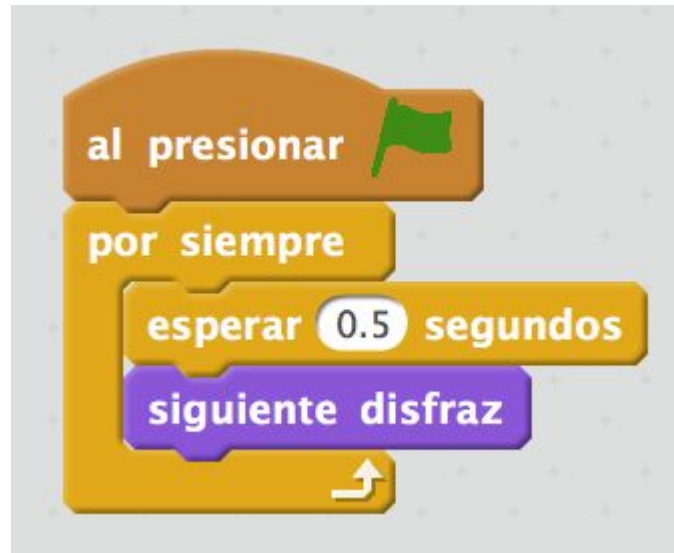 al presionar
por siempre
esperar 0.5 segundos
siguiente disfraz